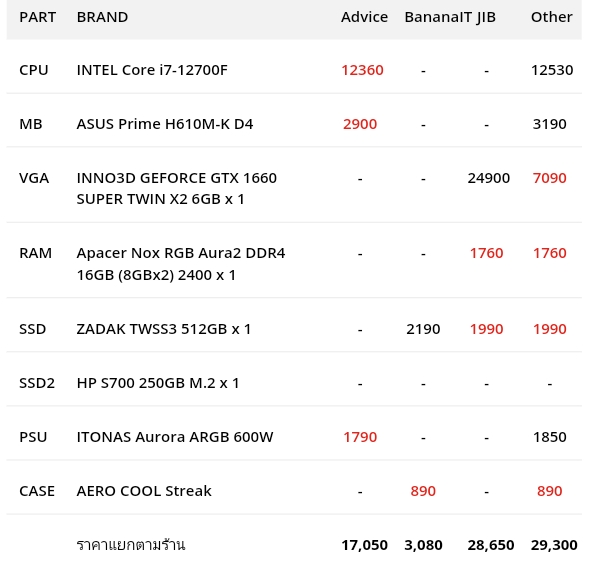 PART BRAND Advice BananaIT JIB Other
CPU INTEL Core i7-12700F 12360 - - 12530
MB ASUS Prime H610M-K D4 2900 - - 3190
VGA INNO3D GEFORCE GTX 1660 - - 24900 7090
SUPER TWIN X2 6GB x 1
RAM Apacer Nox RGB Aura2 DDR4 - - 1760 1760
16GB (8GBx2) 2400 x 1
SSD ZADAK TWSS3 512GB x 1 - 2190 1990 1990
SSD2 HP S700 250GB M.2 x 1 - - - -
PSU ITONAS Aurora ARGB 600W 1790 - - 1850
CASE AERO COOL Streak - 890 - 890
ราคาแยกตามร้าน 17,050 3,080 28,650 29,300